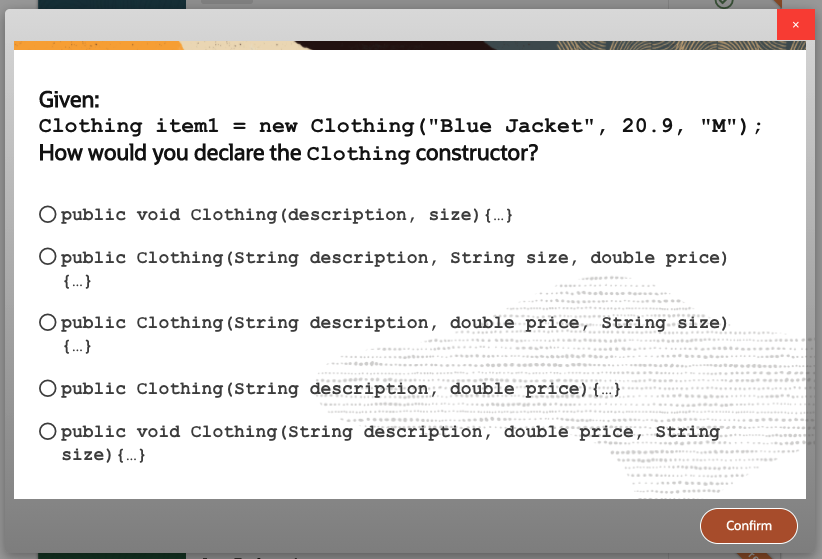 ×
Given:
Clothing item1 = new Clothing("Blue Jacket", 20.9, "M");
How would you declare the Clothing constructor?
public void Clothing(description, size){…}
public Clothing(String description, String size, double price)
{…}
public Clothing(String description, double price, String size)
{…}
public Clothing(String description, double price){…}
public void Clothing(String description, double price, String
size){…}
Confirm